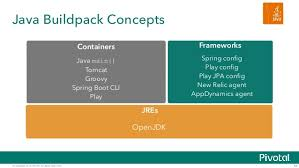 Java Buildpack Concepts
Containers
Java main()
Tomcat
Groovy
Spring Boot CLI
Play
Frameworks
Spring config
Play config
Play JPA config
New Relic agent
AppDynamics agent
JREs
OpenJDK
Pivotal